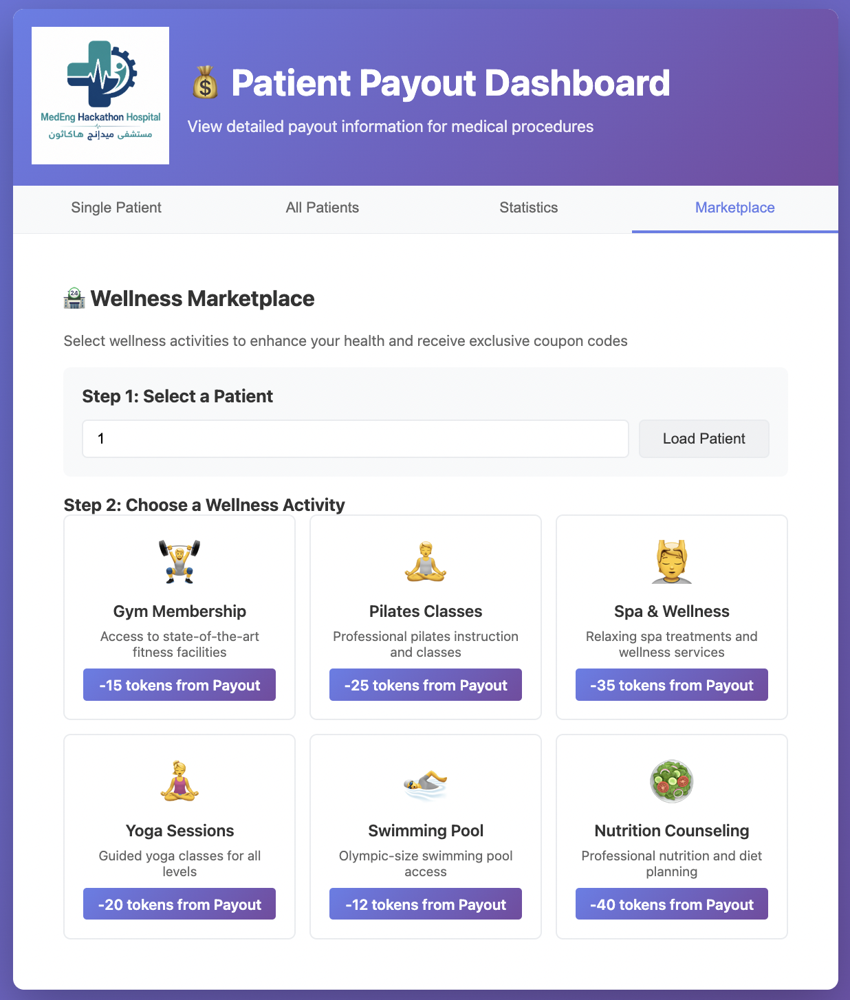 MedEng Hackathon Hospital
مستشفى ميدإنج هاكاثون
Patient Payout Dashboard
View detailed payout information for medical procedures
Single Patient
All Patients
Statistics
Marketplace
24
Wellness Marketplace
Select wellness activities to enhance your health and receive exclusive coupon codes
Step 1: Select a Patient
1
Load Patient
Step 2: Choose a Wellness Activity
Gym Membership
Access to state-of-the-art
fitness facilities
-15 tokens from Payout
Pilates Classes
Professional pilates instruction
and classes
-25 tokens from Payout
Spa & Wellness
Relaxing spa treatments and
wellness services
-35 tokens from Payout
Yoga Sessions
Guided yoga classes for all
levels
-20 tokens from Payout
Swimming Pool
Olympic-size swimming pool
access
-12 tokens from Payout
Nutrition Counseling
Professional nutrition and diet
planning
-40 tokens from Payout